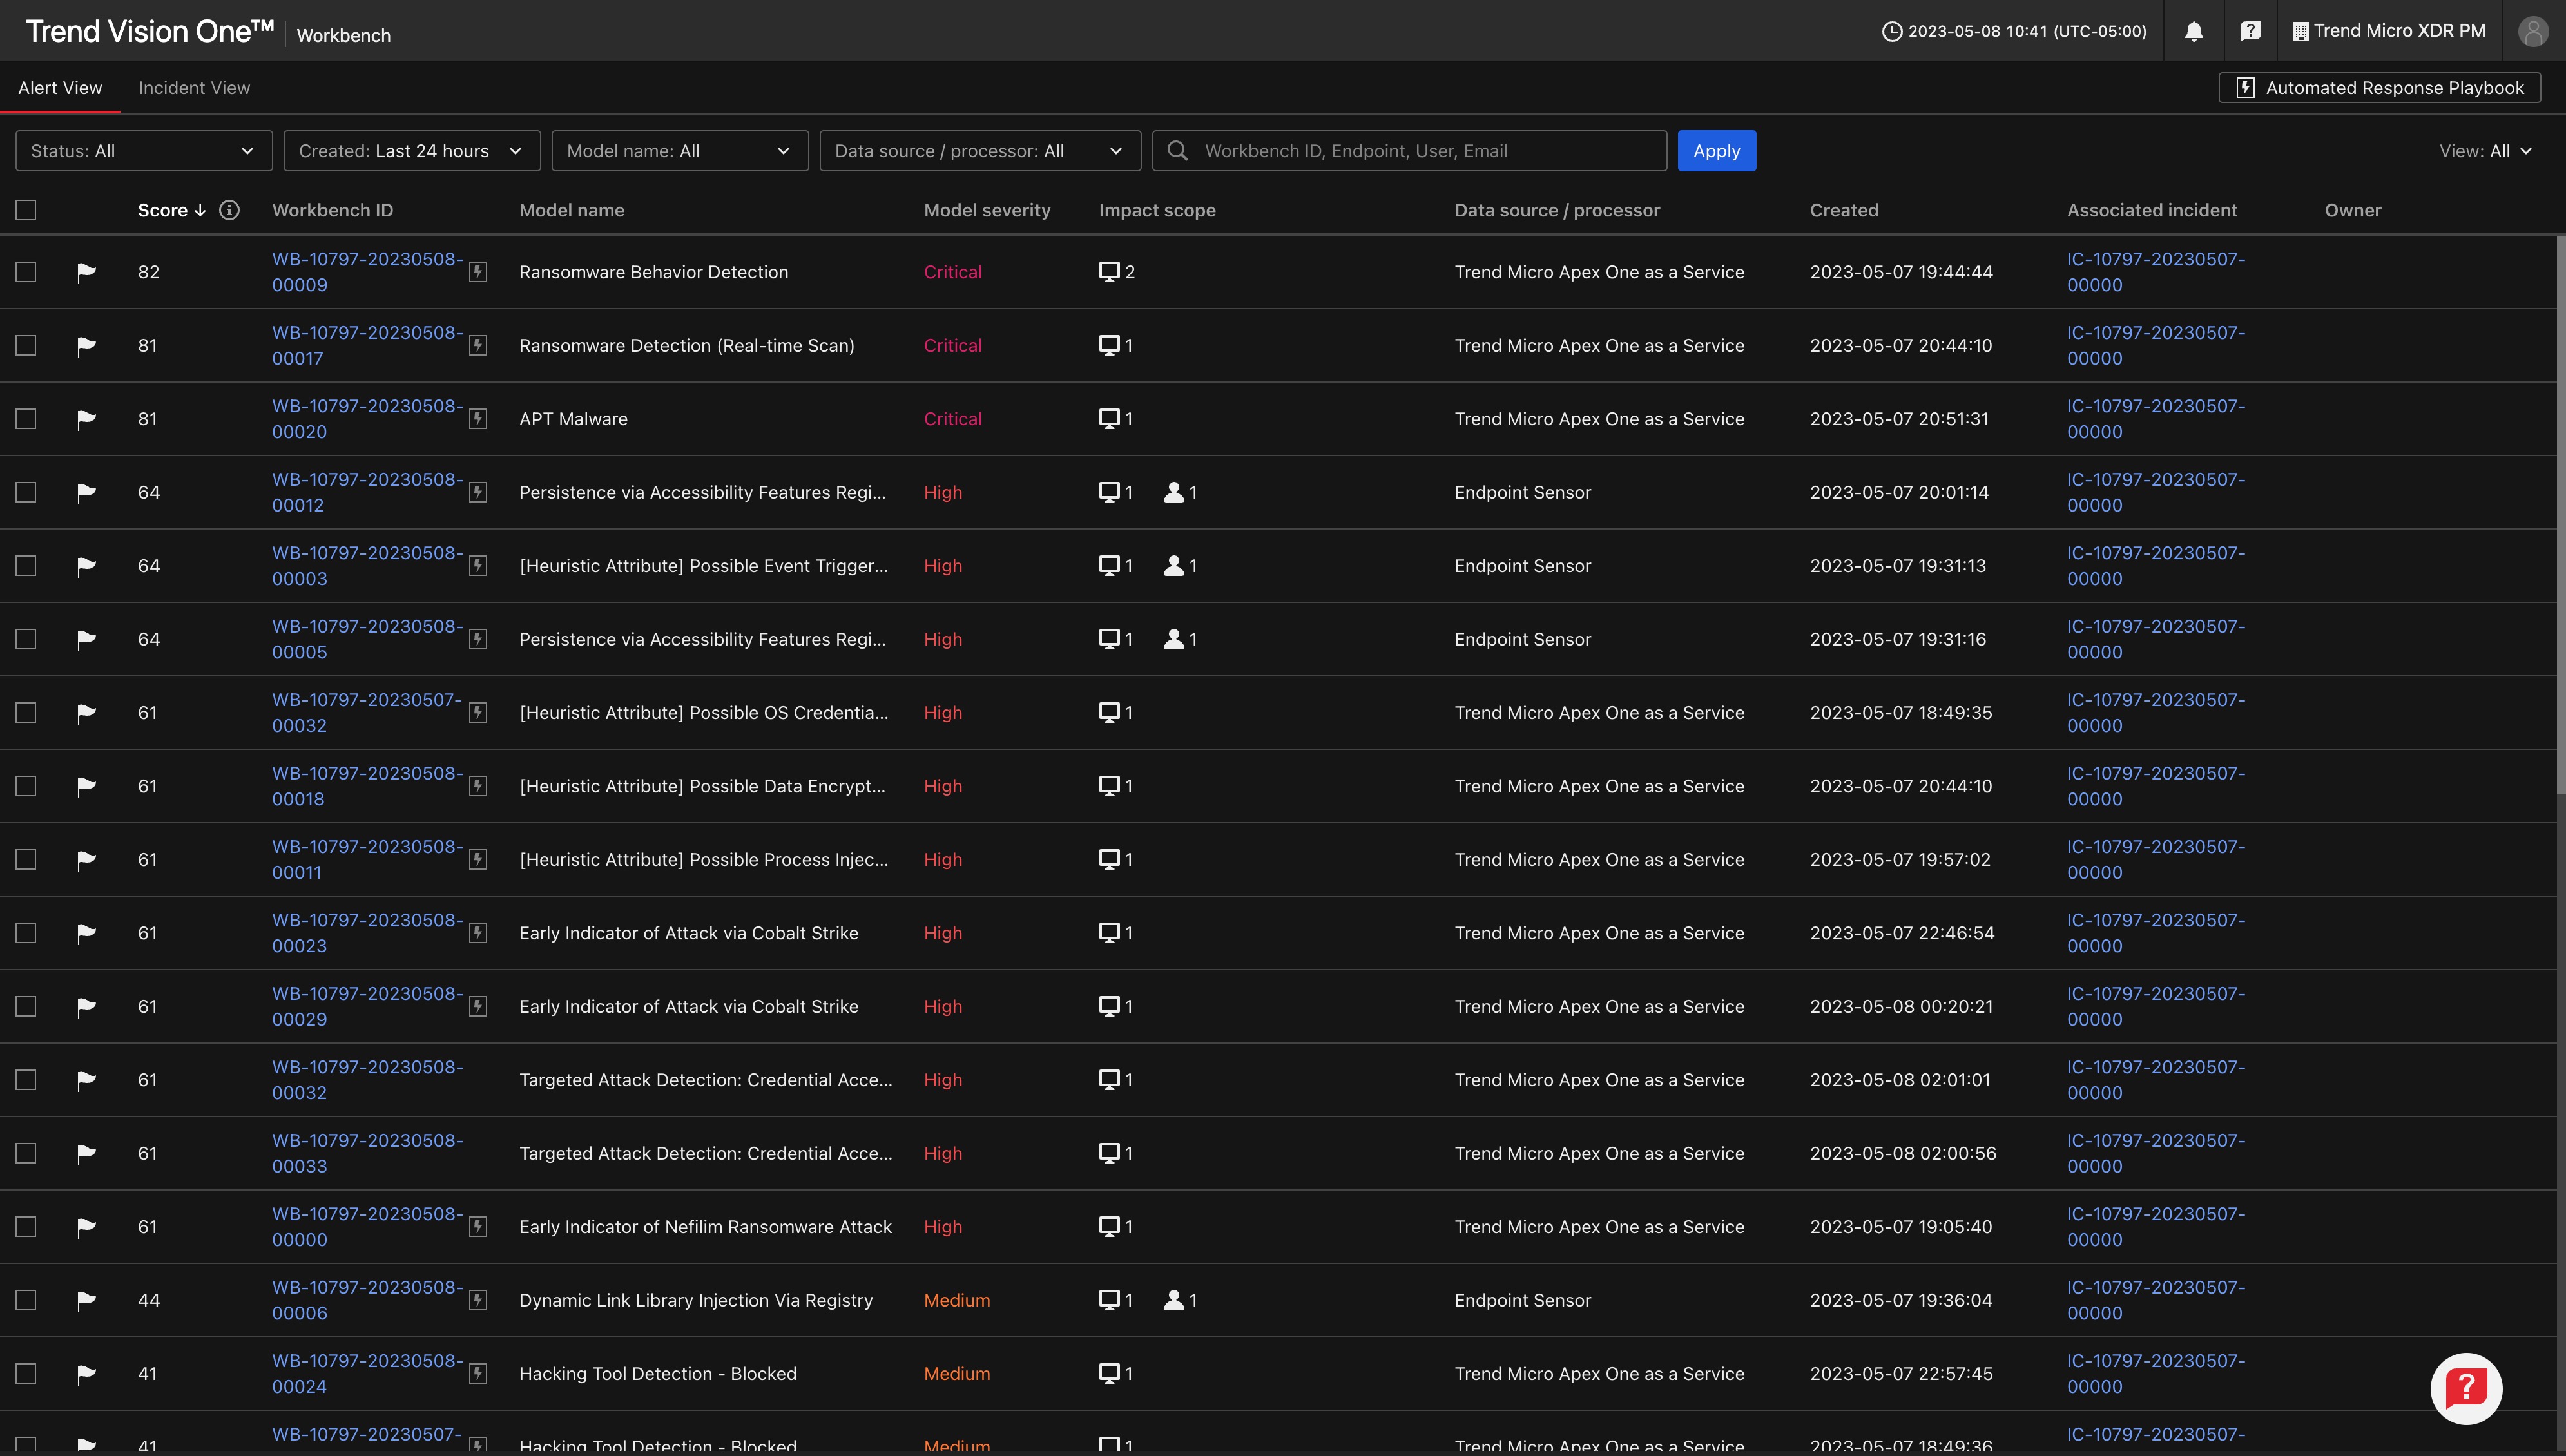 Trend Vision One™ Workbench 2023-05-08 10:41 (UTC-05:00) Trend Micro XDR PM
Alert View Incident View Automated Response Playbook
Status: All Created: Last 24 hours Model name: All Data source / processor: All Workbench ID, Endpoint, User, Email Apply View: All
Score ↓ Workbench ID Model name Model severity Impact scope Data source / processor Created Associated incident Owner
82 WB-10797-20230508-00009 Ransomware Behavior Detection Critical 2 Trend Micro Apex One as a Service 2023-05-07 19:44:44 IC-10797-20230507-00000
81 WB-10797-20230508-00017 Ransomware Detection (Real-time Scan) Critical 1 Trend Micro Apex One as a Service 2023-05-07 20:44:10 IC-10797-20230507-00000
81 WB-10797-20230508-00020 APT Malware Critical 1 Trend Micro Apex One as a Service 2023-05-07 20:51:31 IC-10797-20230507-00000
64 WB-10797-20230508-00012 Persistence via Accessibility Features Regi... High 1 1 Endpoint Sensor 2023-05-07 20:01:14 IC-10797-20230507-00000
64 WB-10797-20230508-00003 [Heuristic Attribute] Possible Event Trigger... High 1 1 Endpoint Sensor 2023-05-07 19:31:13 IC-10797-20230507-00000
64 WB-10797-20230508-00005 Persistence via Accessibility Features Regi... High 1 1 Endpoint Sensor 2023-05-07 19:31:16 IC-10797-20230507-00000
61 WB-10797-20230507-00032 [Heuristic Attribute] Possible OS Credentia... High 1 Trend Micro Apex One as a Service 2023-05-07 18:49:35 IC-10797-20230507-00000
61 WB-10797-20230508-00018 [Heuristic Attribute] Possible Data Encrypt... High 1 Trend Micro Apex One as a Service 2023-05-07 20:44:10 IC-10797-20230507-00000
61 WB-10797-20230508-00011 [Heuristic Attribute] Possible Process Injec... High 1 Trend Micro Apex One as a Service 2023-05-07 19:57:02 IC-10797-20230507-00000
61 WB-10797-20230508-00023 Early Indicator of Attack via Cobalt Strike High 1 Trend Micro Apex One as a Service 2023-05-07 22:46:54 IC-10797-20230507-00000
61 WB-10797-20230508-00029 Early Indicator of Attack via Cobalt Strike High 1 Trend Micro Apex One as a Service 2023-05-08 00:20:21 IC-10797-20230507-00000
61 WB-10797-20230508-00032 Targeted Attack Detection: Credential Acce... High 1 Trend Micro Apex One as a Service 2023-05-08 02:01:01 IC-10797-20230507-00000
61 WB-10797-20230508-00033 Targeted Attack Detection: Credential Acce... High 1 Trend Micro Apex One as a Service 2023-05-08 02:00:56 IC-10797-20230507-00000
61 WB-10797-20230508-00000 Early Indicator of Nefilim Ransomware Attack High 1 Trend Micro Apex One as a Service 2023-05-07 19:05:40 IC-10797-20230507-00000
44 WB-10797-20230508-00006 Dynamic Link Library Injection Via Registry Medium 1 1 Endpoint Sensor 2023-05-07 19:36:04 IC-10797-20230507-00000
41 WB-10797-20230508-00024 Hacking Tool Detection - Blocked Medium 1 Trend Micro Apex One as a Service 2023-05-07 22:57:45 IC-10797-20230507-00000
41 WB-10797-20230507- Hacking Tool Detection - Blocked Medium 1 Trend Micro Apex One as a Service 2023-05-07 18:49:36 IC-10797-20230507-